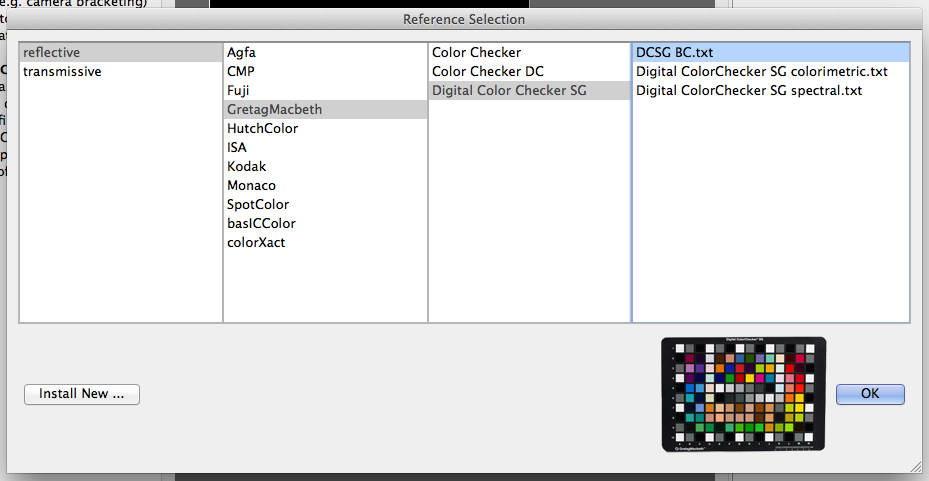 e.g. camera bracketing)
Reference Selection
reflective
transmissive
Agfa
CMP
Fuji
GretagMacbeth
HutchColor
ISA
Kodak
Monaco
SpotColor
basICColor
colorXact
Color Checker
Color Checker DC
Digital Color Checker SG
DCSG BC.txt
Digital ColorChecker SG colorimetric.txt
Digital ColorChecker SG spectral.txt
Install New ...
Digital ColorChecker SG
GretagMacbeth
OK